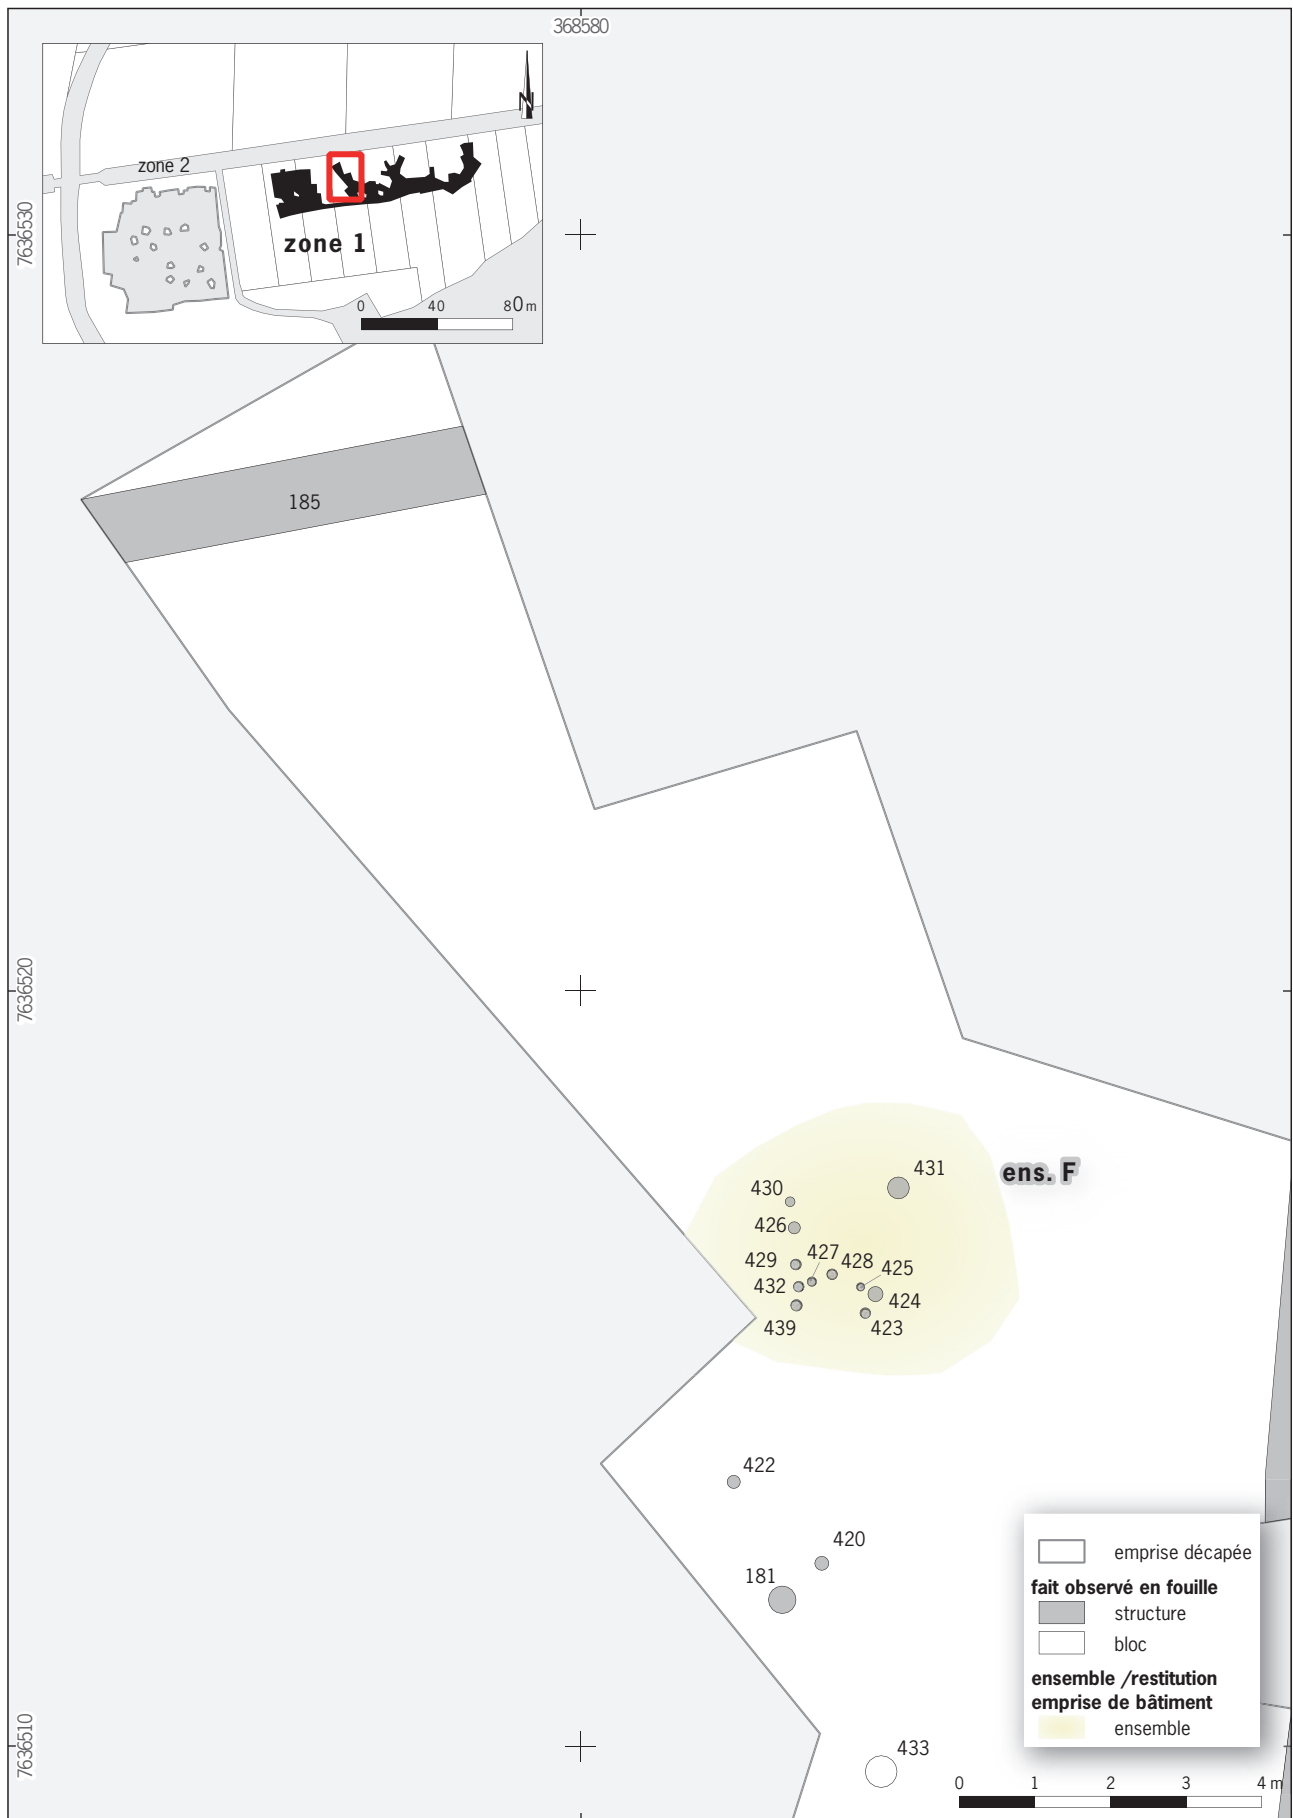 368580
N
zone 2
zone 1
0 40 80 m
7636530
185
7636520
ens. F
431
430
426
427
429
428
425
432
424
439
423
422
420
181
emprise décapée
fait observé en fouille
structure
bloc
ensemble /restitution
emprise de bâtiment
ensemble
7636510
433
0 1 2 3 4 m